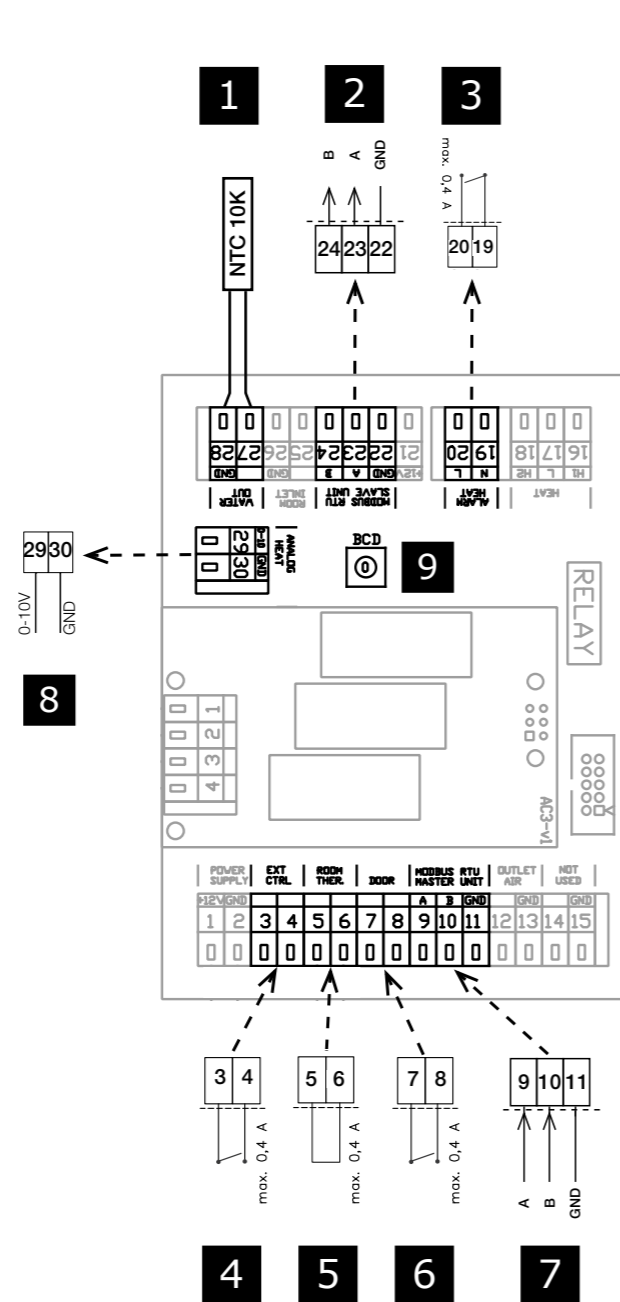 1 2 3
B A GND
max. 0,4 A
NTC 10K
24 23 22
20 19
28 27 26 25 24 23 22 21
20 19 18 17 16
GND GND B A GND +12V
L N H2 L H1
WATER OUT
ROOM INLET
MODBUS RTU SLAVE UNIT
ALARM HEAT
HEAT
29 30
0-10V
GND
29 30
0-10 GND
ANALOG HEAT
BCD
0
9
RELAY
8
1
2
3
4
AC3-v1
POWER SUPPLY
EXT CTRL.
ROOM THER.
DOOR
MODBUS RTU MASTER UNIT
OUTLET AIR
NOT USED
+12V GND A B GND GND GND
1 2 3 4 5 6 7 8 9 10 11 12 13 14 15
3 4
5 6
7 8
9 10 11
max. 0,4 A
max. 0,4 A
max. 0,4 A
A B GND
4 5 6 7